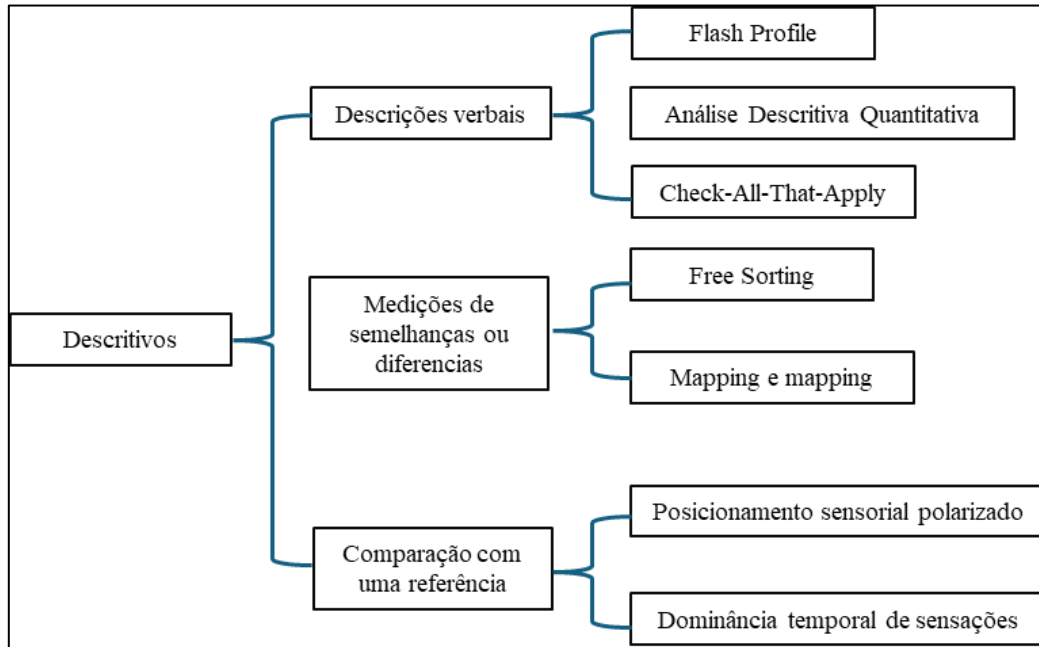 Descritivos
Descrições verbais
Flash Profile
Análise Descritiva Quantitativa
Check-All-That-Apply
Medições de
semelhanças ou
diferencias
Free Sorting
Mapping e mapping
Comparação com
uma referência
Posicionamento sensorial polarizado
Dominância temporal de sensações